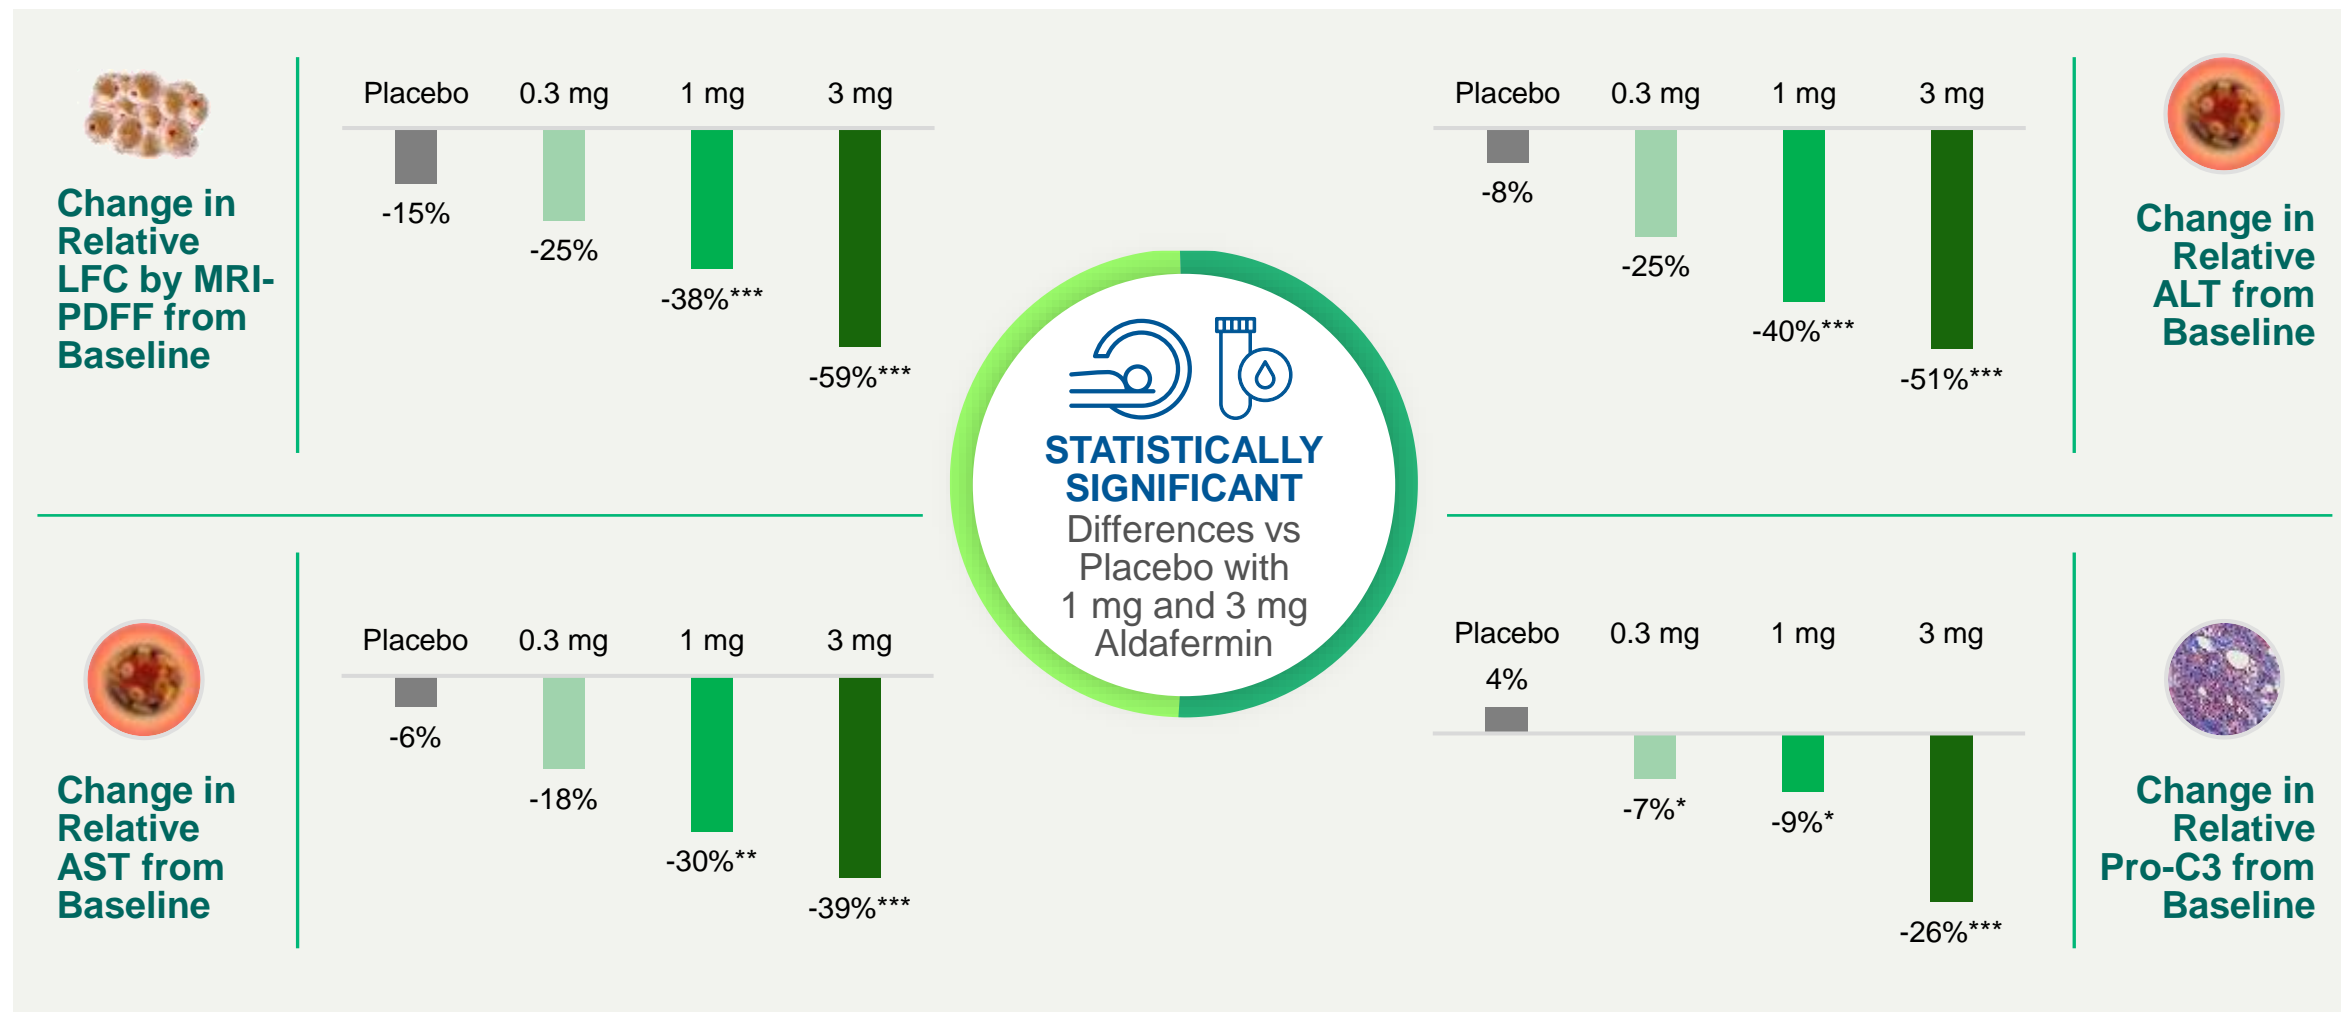 Change in
Relative
LFC by MRI-
PDFF from
Baseline
Placebo 0.3 mg 1 mg 3 mg
-15%
-25%
-38%***
-59%***
Placebo 0.3 mg 1 mg 3 mg
-8%
-25%
-40%***
-51%***
Change in
Relative
ALT from
Baseline
STATISTICALLY
SIGNIFICANT
Differences vs
Placebo with
1 mg and 3 mg
Aldafermin
Change in
Relative
AST from
Baseline
Placebo 0.3 mg 1 mg 3 mg
-6%
-18%
-30%**
-39%***
Placebo 0.3 mg 1 mg 3 mg
4%
-7%*
-9%*
-26%***
Change in
Relative
Pro-C3 from
Baseline